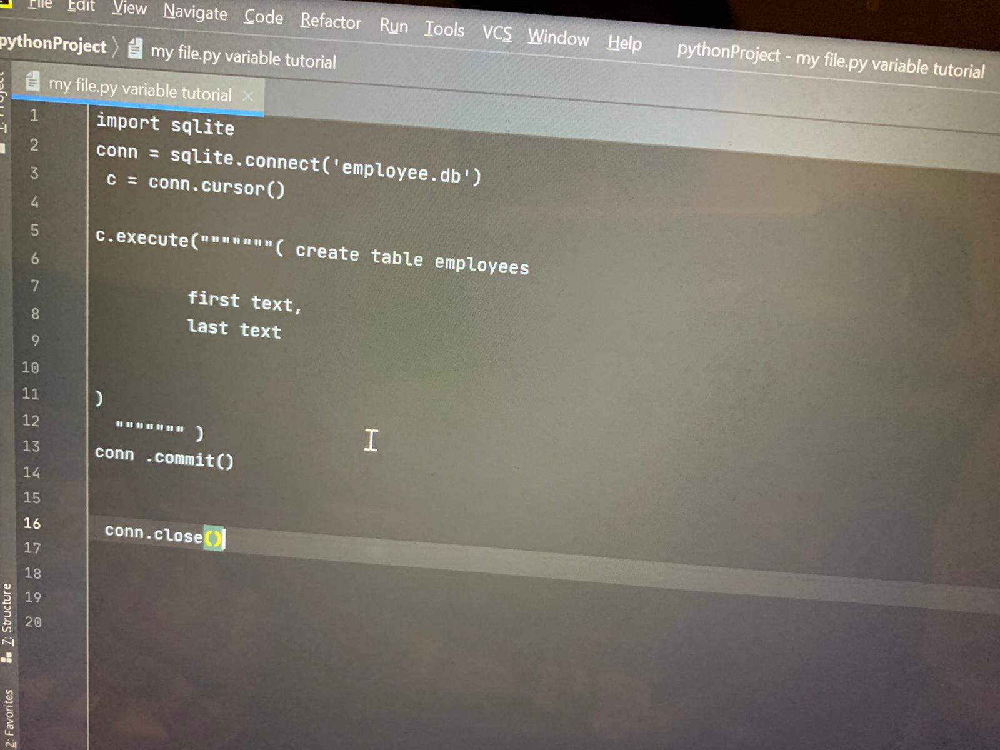 File Edit View Navigate Code Refactor Run Tools VCS Window Help pythonProject - my file.py variable tutorial
pythonProject my file.py variable tutorial
my file.py variable tutorial
1 import sqlite
2 conn = sqlite.connect('employee.db')
3 c = conn.cursor()
4
5 c.execute("""""""( create table employees
6
7 first text,
8 last text
9
10
11 )
12 """"""" )
13 conn .commit()
14
15
16 conn.close()
17
18
19
20
7: Structure
2: Favorites